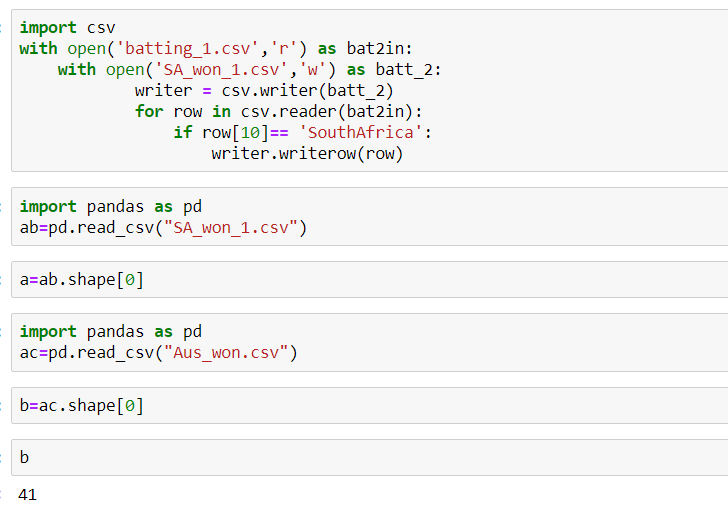 import csv
with open('batting_1.csv','r') as bat2in:
    with open('SA_won_1.csv','w') as batt_2:
            writer = csv.writer(batt_2)
            for row in csv.reader(bat2in):
                if row[10]== 'SouthAfrica':
                    writer.writerow(row)
import pandas as pd
ab=pd.read_csv("SA_won_1.csv")
a=ab.shape[0]
import pandas as pd
ac=pd.read_csv("Aus_won.csv")
b=ac.shape[0]
b
41